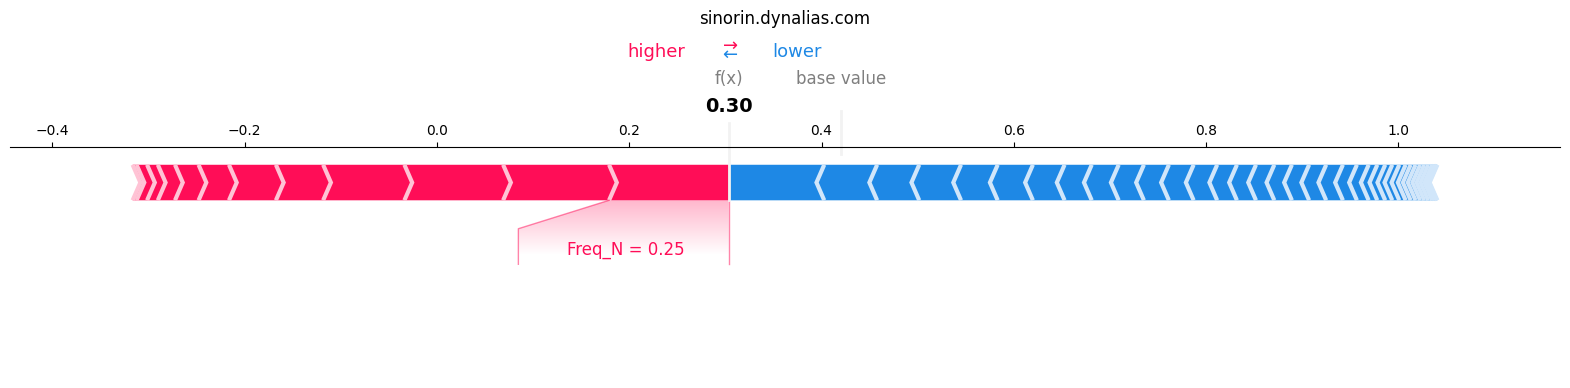 sinorin.dynalias.com
higher ⇄ lower
f(x) base value
0.30
−0.4 −0.2 0.0 0.2 0.4 0.6 0.8 1.0
Freq_N = 0.25